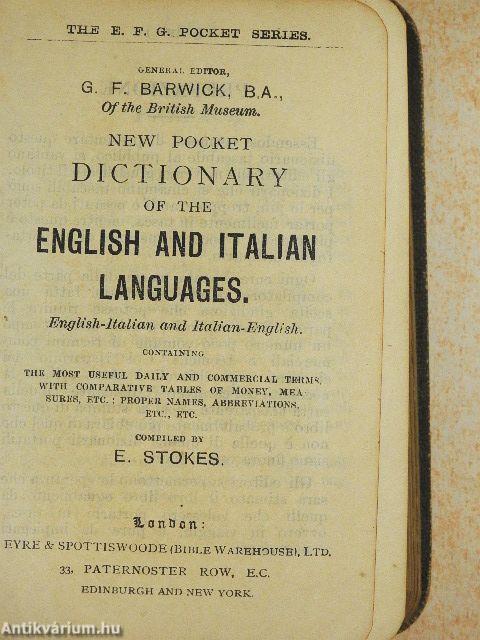 THE E. F. G. POCKET SERIES.
GENERAL EDITOR,
G. F. BARWICK, B.A.,
Of the British Museum.
NEW POCKET
DICTIONARY
OF THE
ENGLISH AND ITALIAN
LANGUAGES.
English-Italian and Italian-English.
CONTAINING
THE MOST USEFUL DAILY AND COMMERCIAL TERMS,
WITH COMPARATIVE TABLES OF MONEY, MEA-
SURES, ETC.; PROPER NAMES, ABBREVIATIONS,
ETC., ETC.
COMPILED BY
E. STOKES.
London:
EYRE & SPOTTISWOODE (BIBLE WAREHOUSE), LTD.
33, PATERNOSTER ROW, E.C.
EDINBURGH AND NEW YORK.
Antikvárium.hu